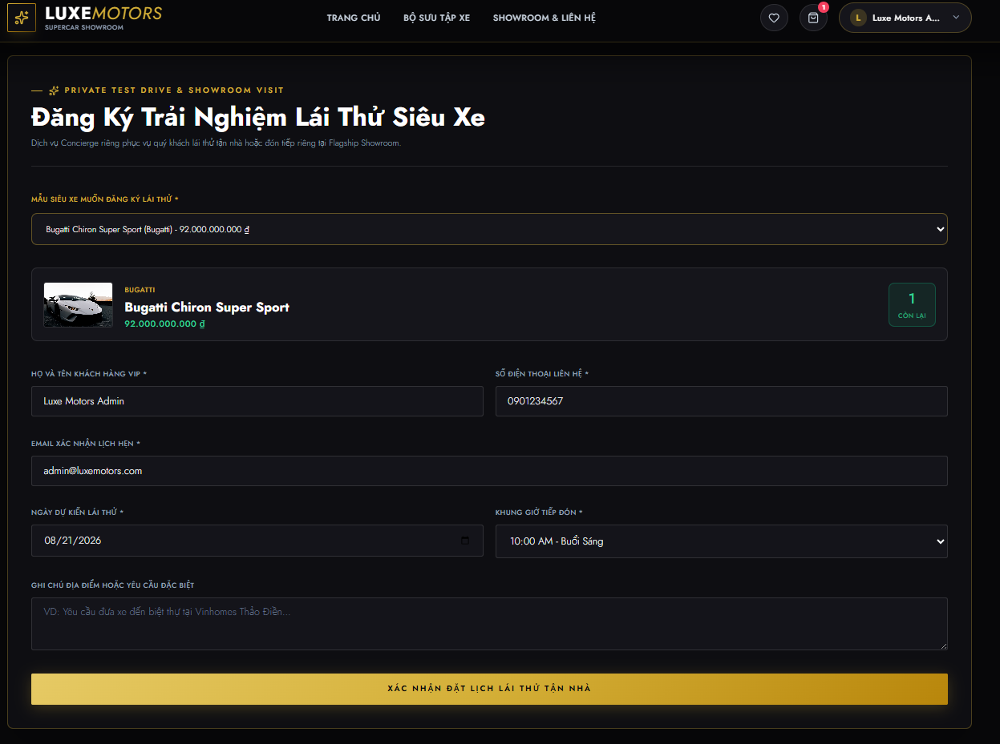 LUXEMOTORS
SUPERCAR SHOWROOM
TRANG CHỦ
BỘ SƯU TẬP XE
SHOWROOM & LIÊN HỆ
1
L
Luxe Motors A...
PRIVATE TEST DRIVE & SHOWROOM VISIT
Đăng Ký Trải Nghiệm Lái Thử Siêu Xe
Dịch vụ Concierge riêng phục vụ quý khách lái thử tận nhà hoặc đón tiếp riêng tại Flagship Showroom.
MẪU SIÊU XE MUỐN ĐĂNG KÝ LÁI THỬ *
Bugatti Chiron Super Sport (Bugatti) - 92.000.000.000 ₫
BUGATTI
Bugatti Chiron Super Sport
92.000.000.000 ₫
1
CÒN LẠI
HỌ VÀ TÊN KHÁCH HÀNG VIP *
SỐ ĐIỆN THOẠI LIÊN HỆ *
Luxe Motors Admin
0901234567
EMAIL XÁC NHẬN LỊCH HẸN *
admin@luxemotors.com
NGÀY DỰ KIẾN LÁI THỬ *
KHUNG GIỜ TIẾP ĐÓN *
08/21/2026
10:00 AM - Buổi Sáng
GHI CHÚ ĐỊA ĐIỂM HOẶC YÊU CẦU ĐẶC BIỆT
VD: Yêu cầu đưa xe đến biệt thự tại Vinhomes Thảo Điền...
XÁC NHẬN ĐẶT LỊCH LÁI THỬ TẬN NHÀ